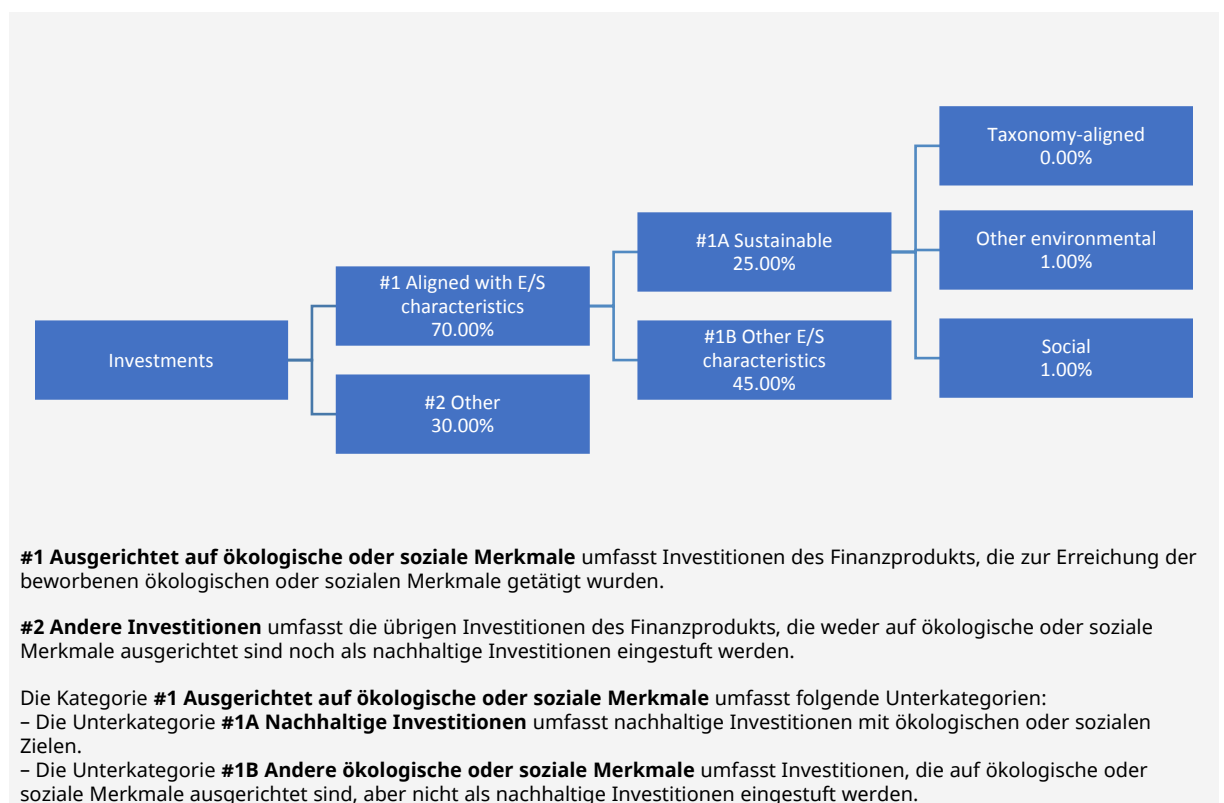 Investments
#1 Aligned with E/S
characteristics
70.00%
#2 Other
30.00%
#1A Sustainable
25.00%
#1B Other E/S
characteristics
45.00%
Taxonomy-aligned
0.00%
Other environmental
1.00%
Social
1.00%
#1 Ausgerichtet auf ökologische oder soziale Merkmale umfasst Investitionen des Finanzprodukts, die zur Erreichung der
beworbenen ökologischen oder sozialen Merkmale getätigt wurden.
#2 Andere Investitionen umfasst die übrigen Investitionen des Finanzprodukts, die weder auf ökologische oder soziale
Merkmale ausgerichtet sind noch als nachhaltige Investitionen eingestuft werden.
Die Kategorie #1 Ausgerichtet auf ökologische oder soziale Merkmale umfasst folgende Unterkategorien:
– Die Unterkategorie #1A Nachhaltige Investitionen umfasst nachhaltige Investitionen mit ökologischen oder sozialen
Zielen.
– Die Unterkategorie #1B Andere ökologische oder soziale Merkmale umfasst Investitionen, die auf ökologische oder
soziale Merkmale ausgerichtet sind, aber nicht als nachhaltige Investitionen eingestuft werden.